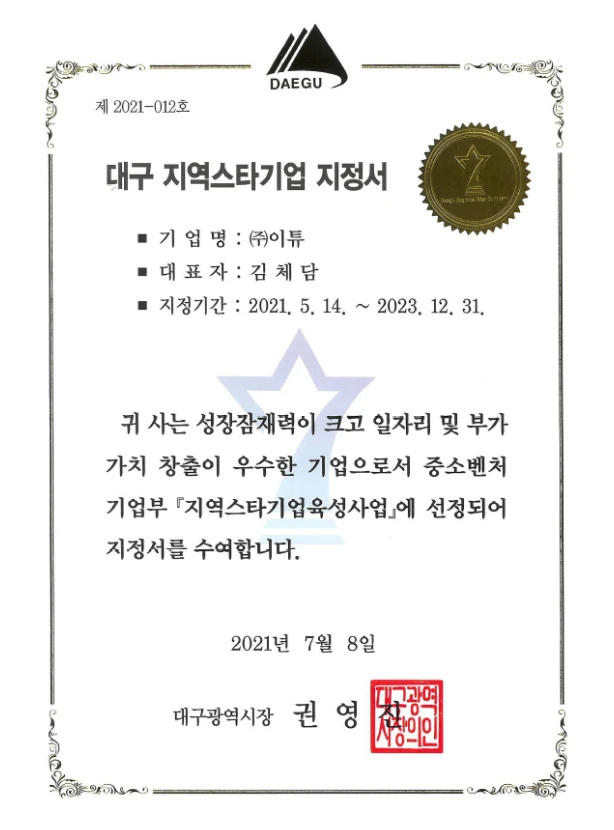 DAEGU
제 2021-012호
대구 지역스타기업 지정서
■ 기 업 명 : ㈜이튜
■ 대 표 자 : 김 체 담
■ 지정기간 : 2021. 5. 14. ~ 2023. 12. 31.
귀 사는 성장잠재력이 크고 일자리 및 부가
가치 창출이 우수한 기업으로서 중소벤처
기업부 『지역스타기업육성사업』에 선정되어
지정서를 수여합니다.
2021년 7월 8일
대구광역시장 권 영 진
대구광역
시장의인